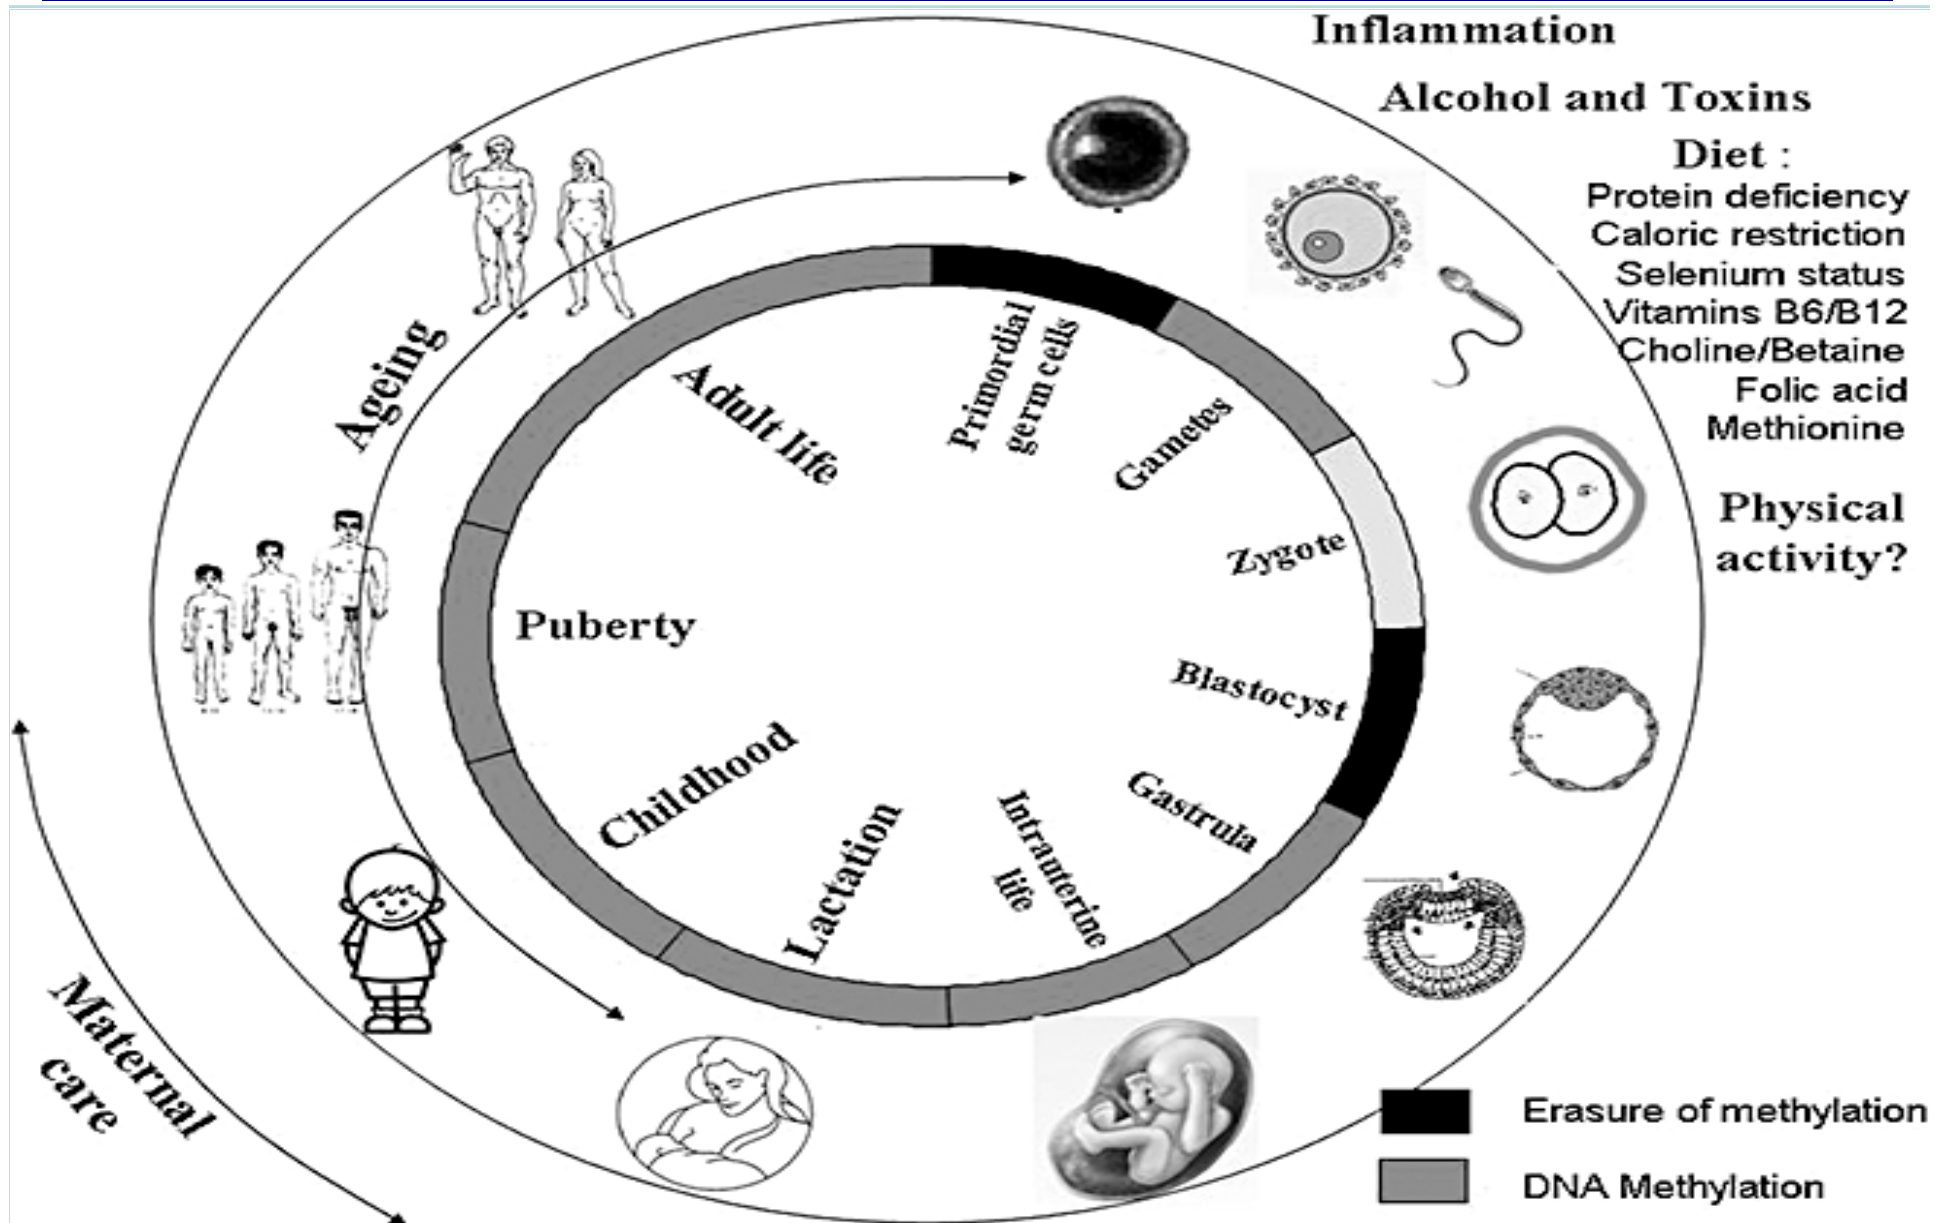 Inflammation
Alcohol and Toxins
Diet :
Protein deficiency
Caloric restriction
Selenium status
Vitamins B6/B12
Choline/Betaine
Folic acid
Methionine
Physical
activity?
Ageing
Adult life
Primordial
germ cells
Gametes
Zygote
Blastocyst
Gastrula
Intrauterine
life
Lactation
Childhood
Puberty
Maternal
care
Erasure of methylation
DNA Methylation